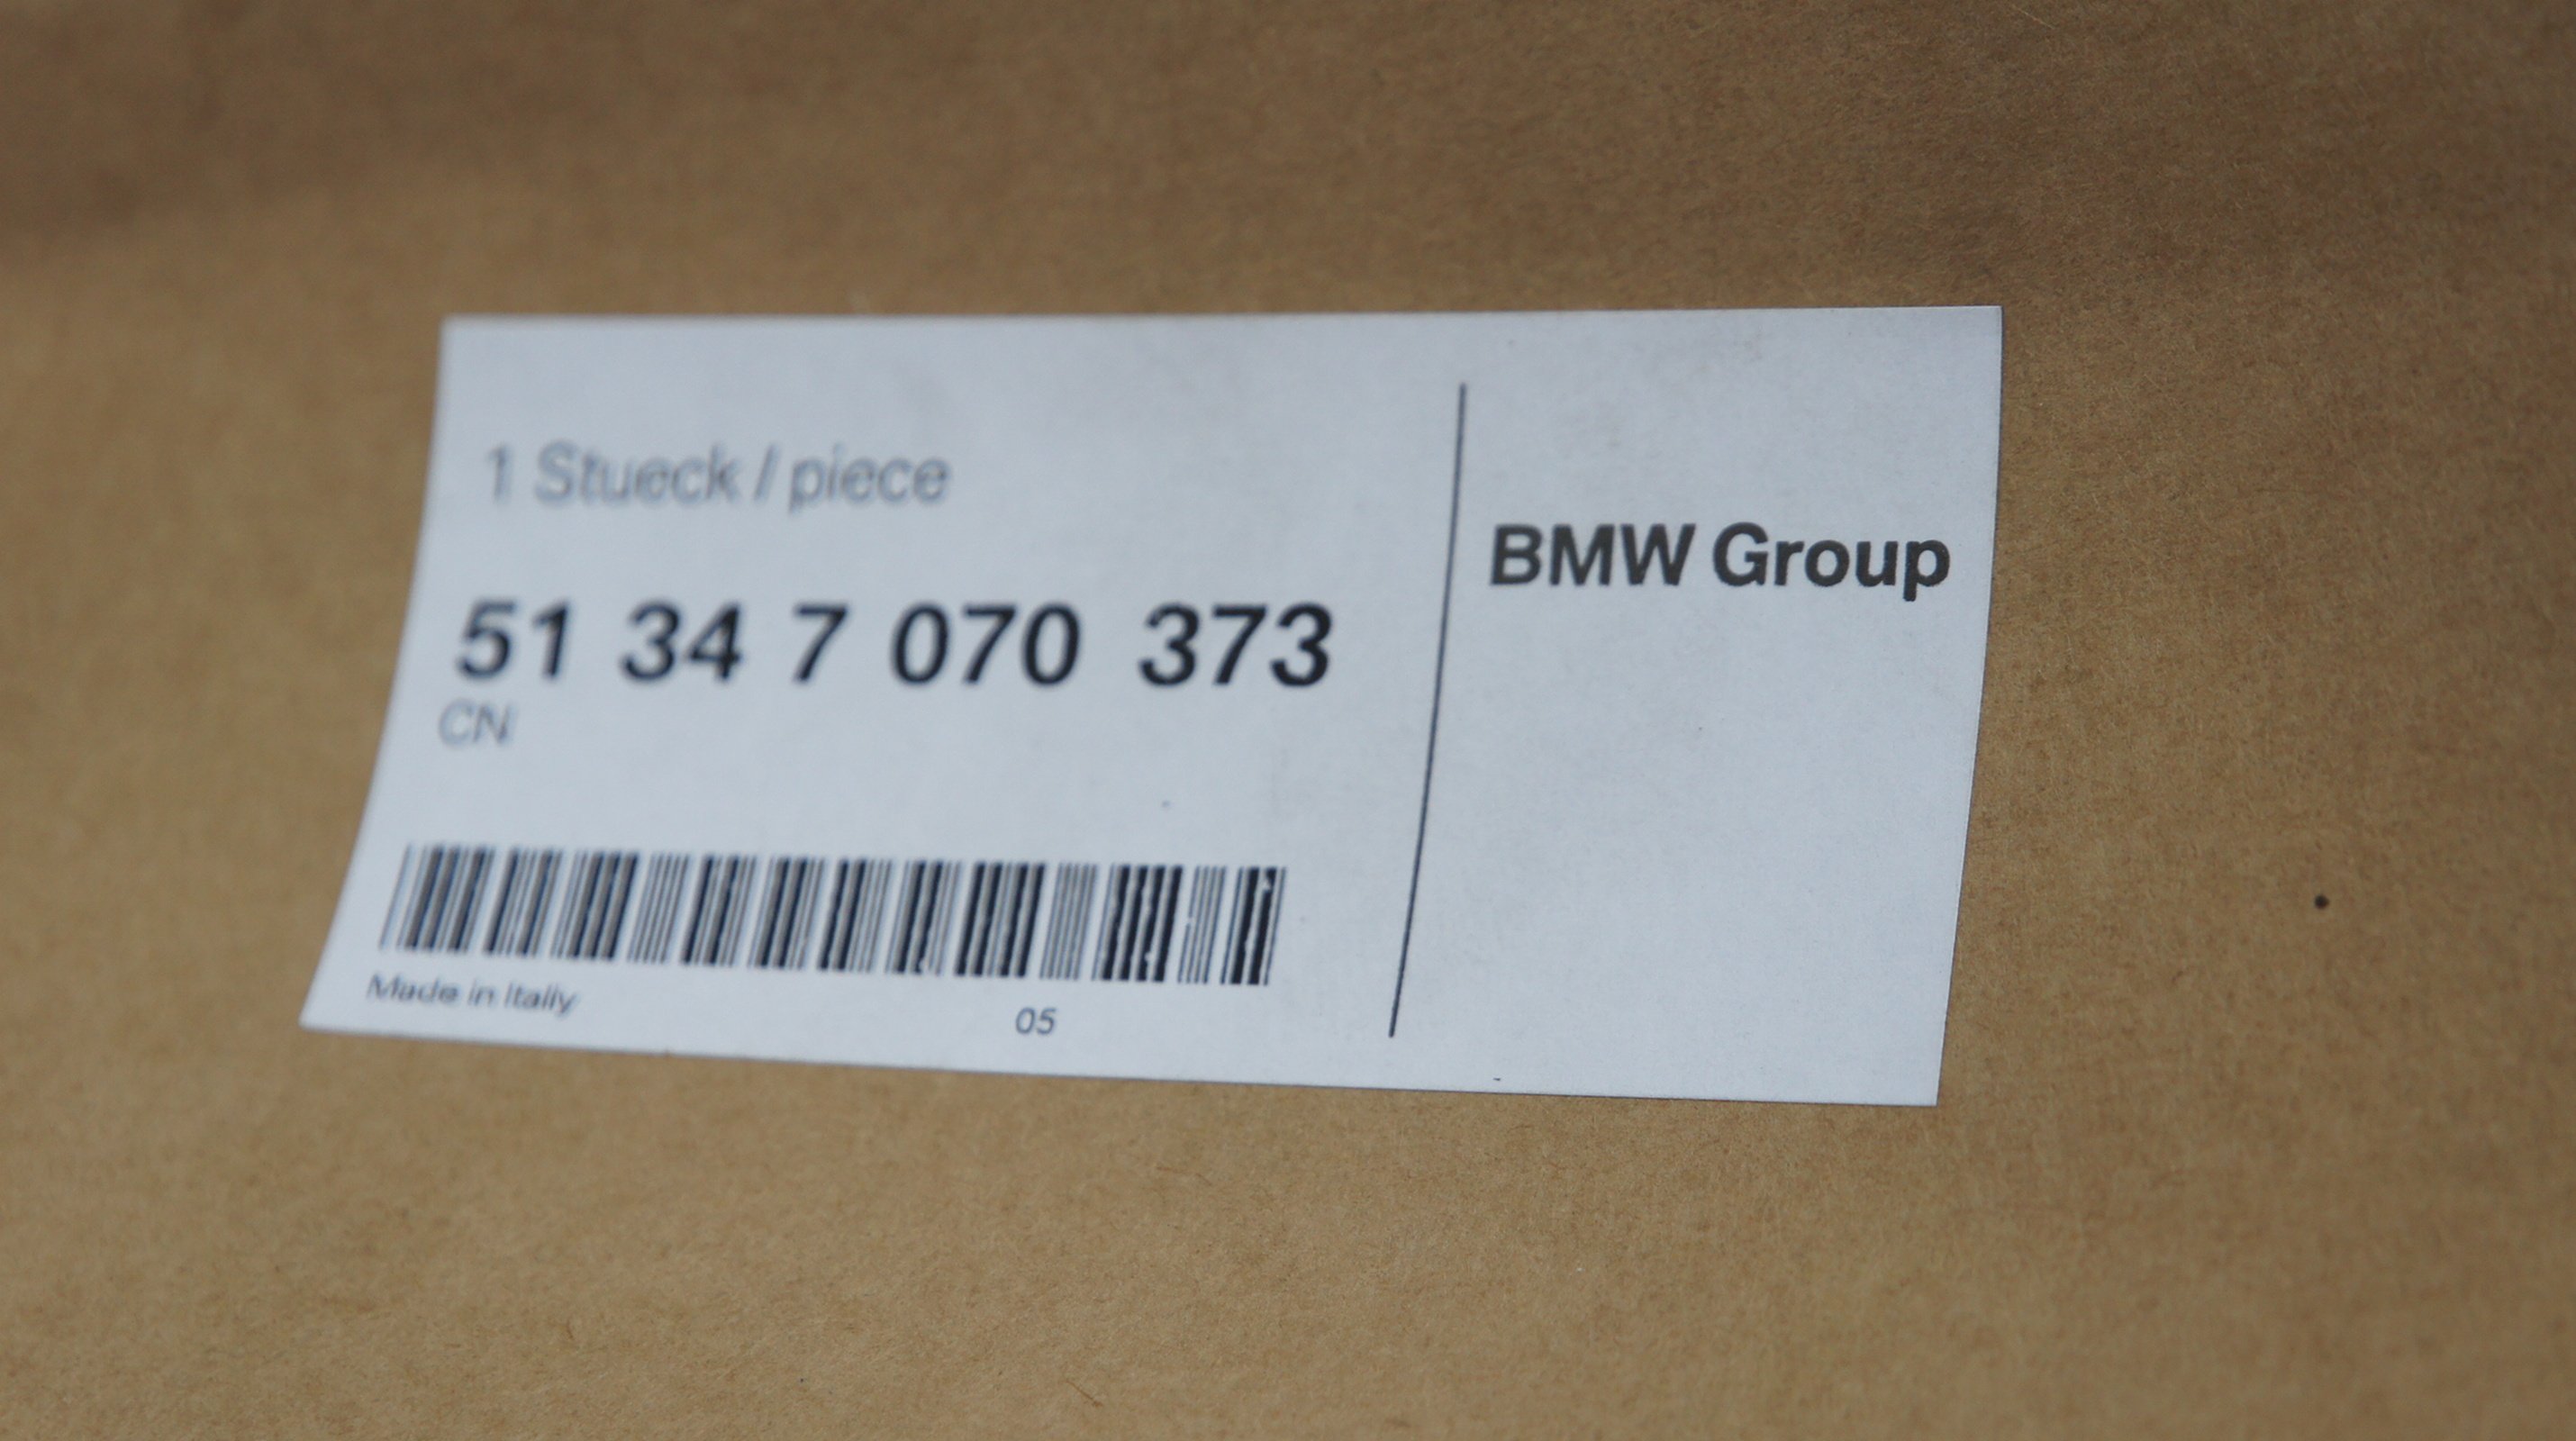 1 Stueck / piece
51 34 7 070 373
CN
Made in Italy
05
BMW Group